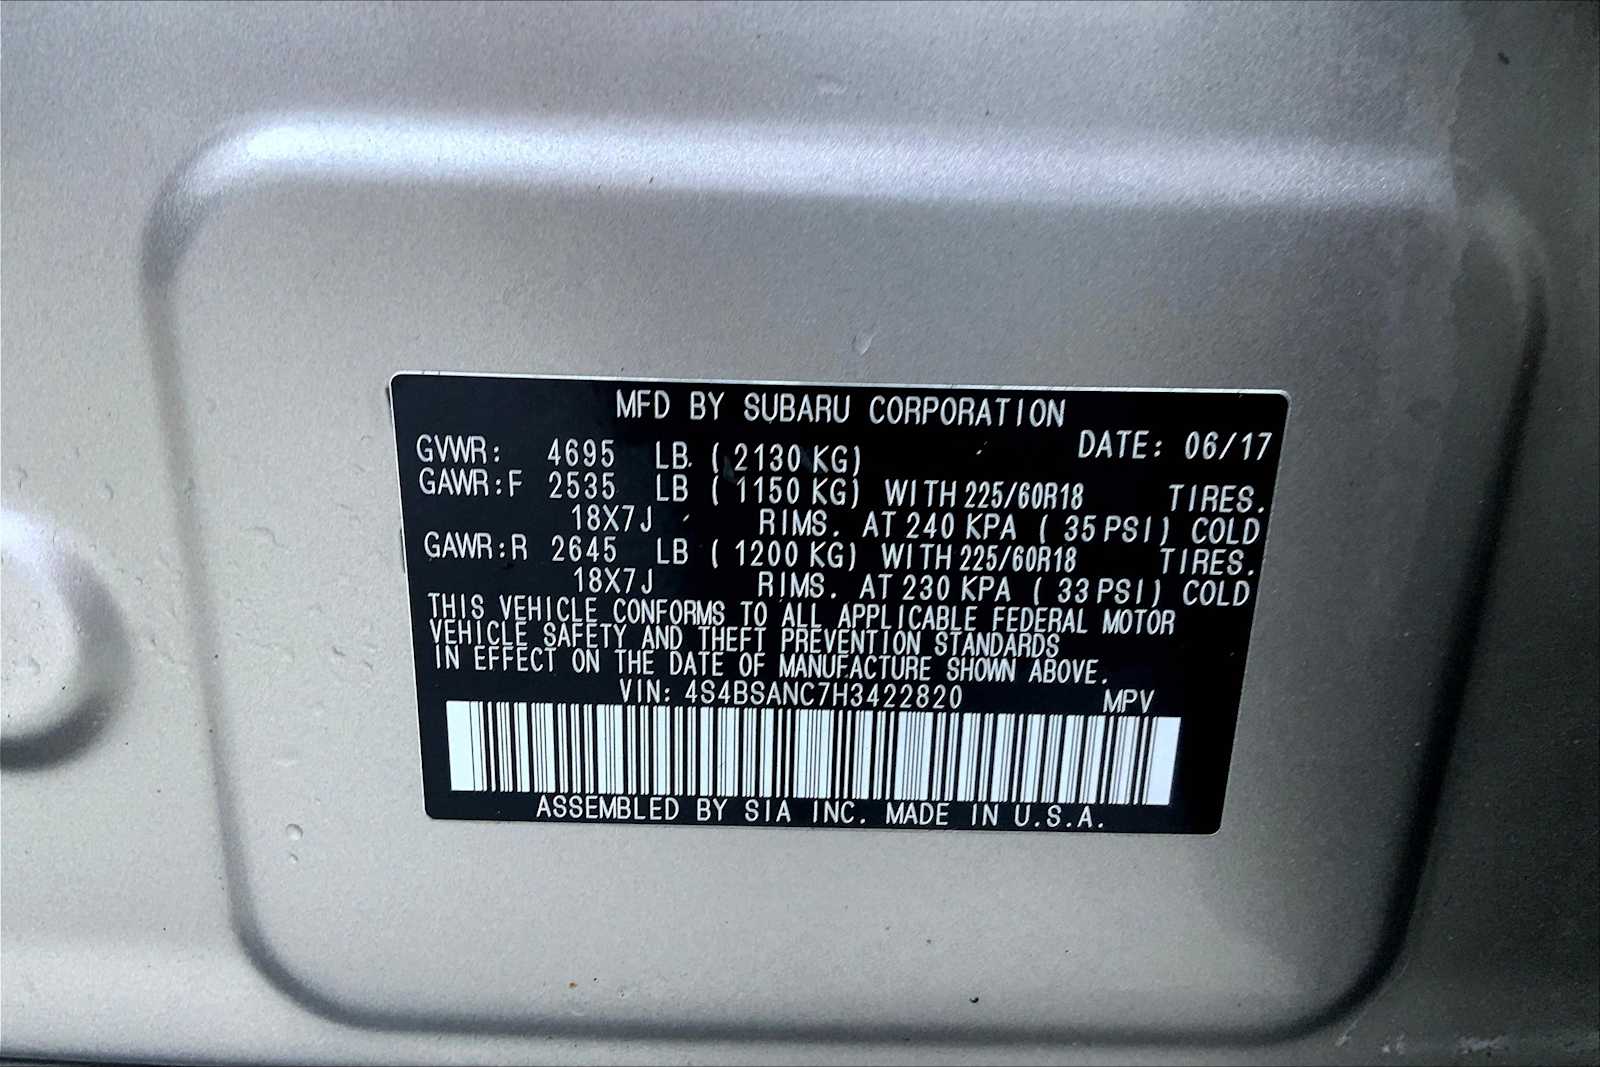 MFD BY SUBARU CORPORATION
DATE: 06/17
GVWR: 4695 LB (2130 KG)
GAWR:F 2535 LB (1150 KG) WITH 225/60R18 TIRES.
18X7J RIMS. AT 240 KPA (35 PSI) COLD
GAWR:R 2645 LB (1200 KG) WITH 225/60R18 TIRES.
18X7J RIMS. AT 230 KPA (33 PSI) COLD
THIS VEHICLE CONFORMS TO ALL APPLICABLE FEDERAL MOTOR
VEHICLE SAFETY AND THEFT PREVENTION STANDARDS
IN EFFECT ON THE DATE OF MANUFACTURE SHOWN ABOVE.
VIN: 4S4BSANC7H3422820 MPV
ASSEMBLED BY SIA INC. MADE IN U.S.A.